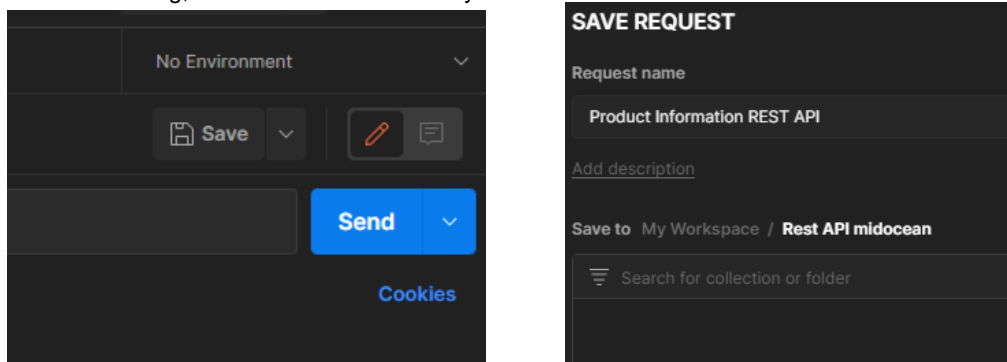 No Environment
Save
Send
Cookies
SAVE REQUEST
Request name
Product Information REST API
Add description
Save to My Workspace / Rest API midocean
Search for collection or folder